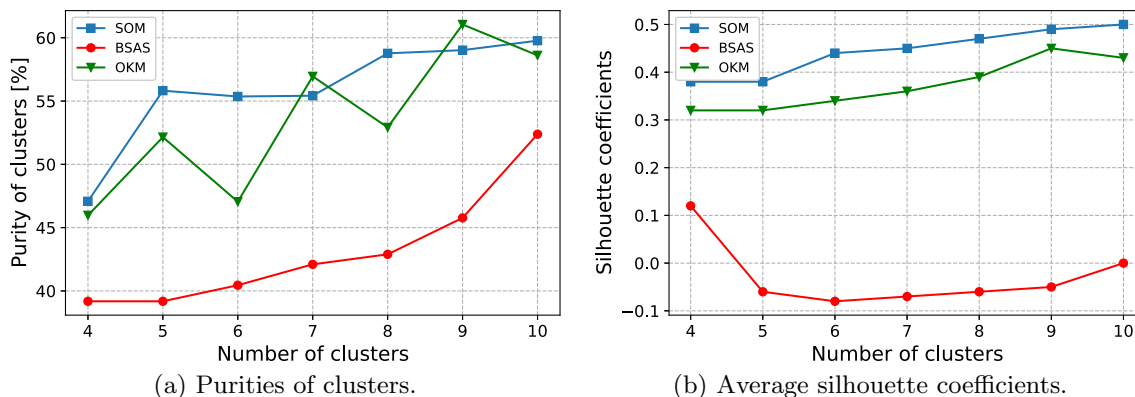 SOM
BSAS
OKM
60
55
50
45
40
Purity of clusters [%]
4 5 6 7 8 9 10
Number of clusters
(a) Purities of clusters.
SOM
BSAS
OKM
0.5
0.4
0.3
0.2
0.1
0.0
−0.1
Silhouette coefficients
4 5 6 7 8 9 10
Number of clusters
(b) Average silhouette coefficients.